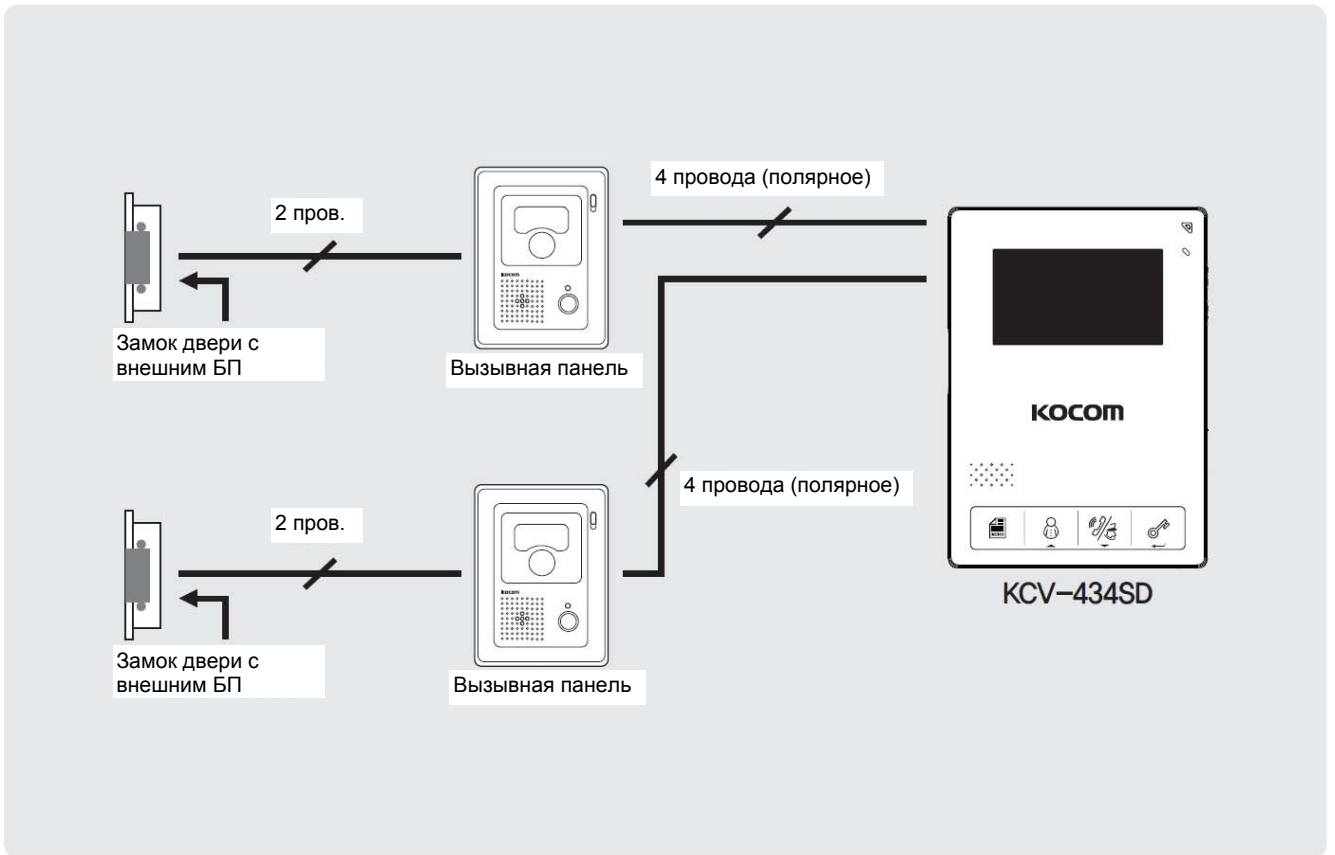 4 провода (полярное)
2 пров.
Замок двери с
внешним БП
Вызывная панель
KOCOM
KOCOM
4 провода (полярное)
2 пров.
KOCOM
MENU
Замок двери с
внешним БП
Вызывная панель
KCV-434SD